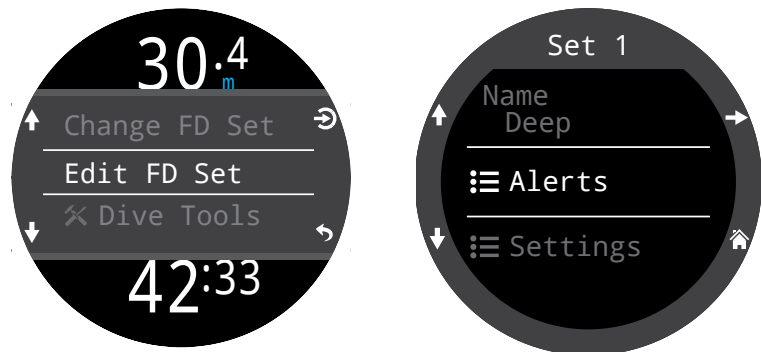 30.4
m
Change FD Set
Edit FD Set
Dive Tools
42:33
Set 1
Name
Deep
Alerts
Settings